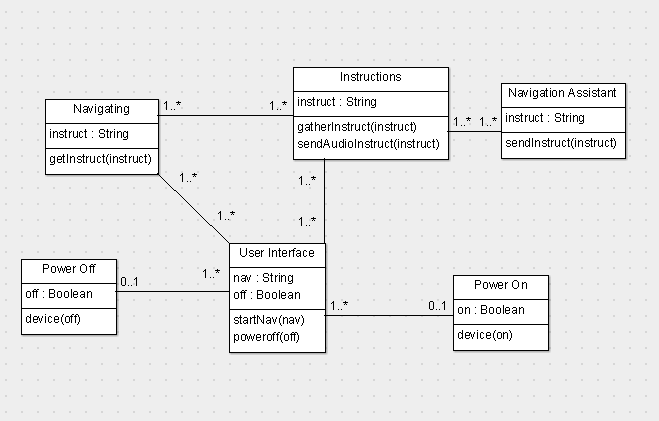 Instructions
instruct : String
gatherInstruct(instruct)
sendAudioInstruct(instruct)
Navigation Assistant
instruct : String
sendInstruct(instruct)
Navigating
instruct : String
getInstruct(instruct)
1..*
1..*
1..*
1..*
1..*
1..*
1..*
1..*
User Interface
nav : String
off : Boolean
startNav(nav)
poweroff(off)
Power Off
off : Boolean
device(off)
0..1
1..*
Power On
on : Boolean
device(on)
1..*
0..1